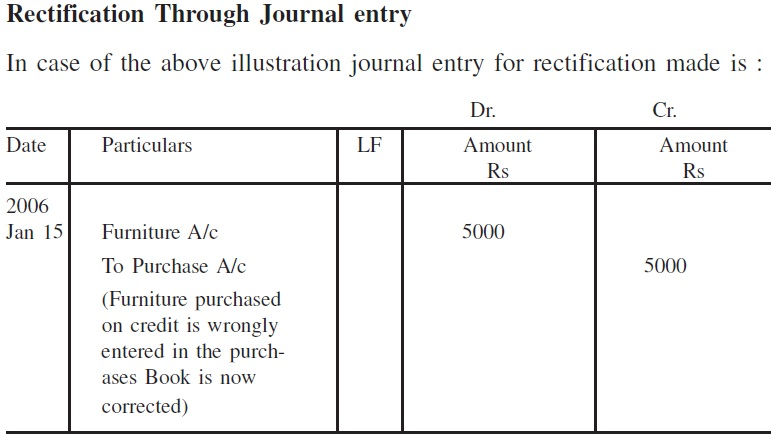 Rectification Through Journal entry
In case of the above illustration journal entry for rectification made is :
Dr. Cr.
Date Particulars LF Amount Amount
Rs Rs
2006
Jan 15 Furniture A/c 5000
To Purchase A/c 5000
(Furniture purchased
on credit is wrongly
entered in the purch-
ases Book is now
corrected)